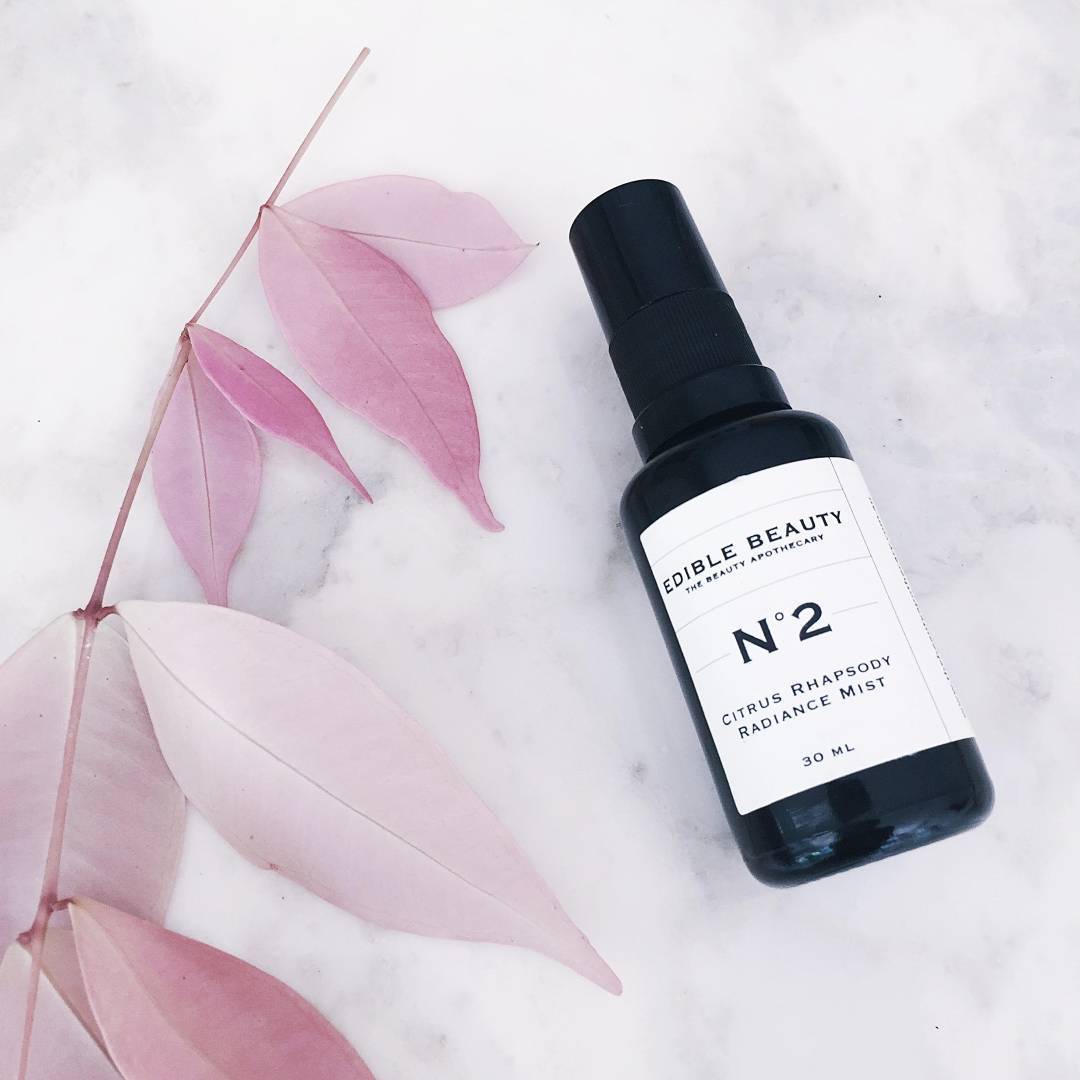 EDIBLE BEAUTY
THE BEAUTY APOTHECARY
N°2
CITRUS RHAPSODY
RADIANCE MIST
30 ML